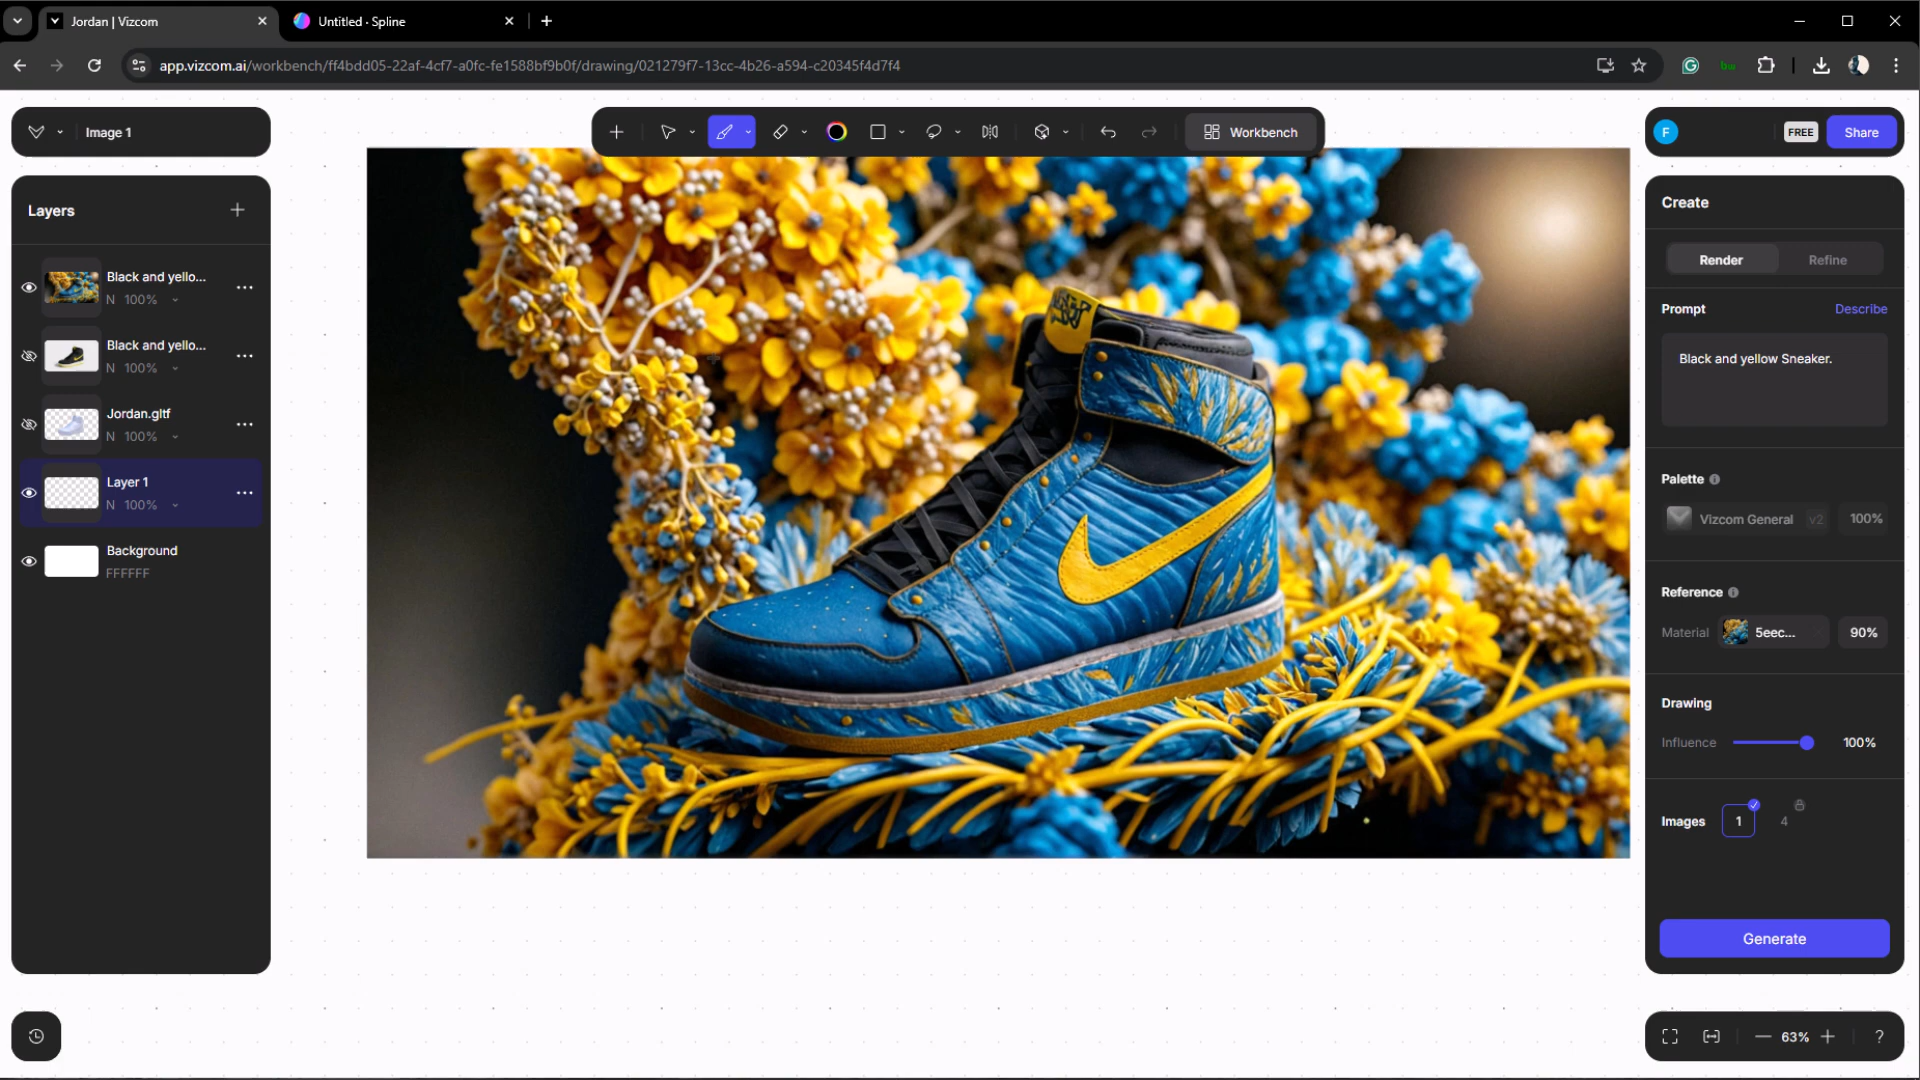 Jordan | Vizcom
Untitled - Spline
app.vizcom.ai/workbench/ff4bdd05-22af-4cf7-a0fc-fe1588bf9b0f/drawing/021279f7-13cc-4b26-a594-c20345f4d7f4
Image 1
Workbench
F
FREE
Share
Layers
Black and yello...
N 100%
Black and yello...
N 100%
Jordan.gltf
N 100%
Layer 1
N 100%
Background
FFFFFF
Create
Render
Refine
Prompt
Describe
Black and yellow Sneaker.
Palette
Vizcom General v2 100%
Reference
Material 5eec... 90%
Drawing
Influence 100%
Images 1 4
Generate
63%
?